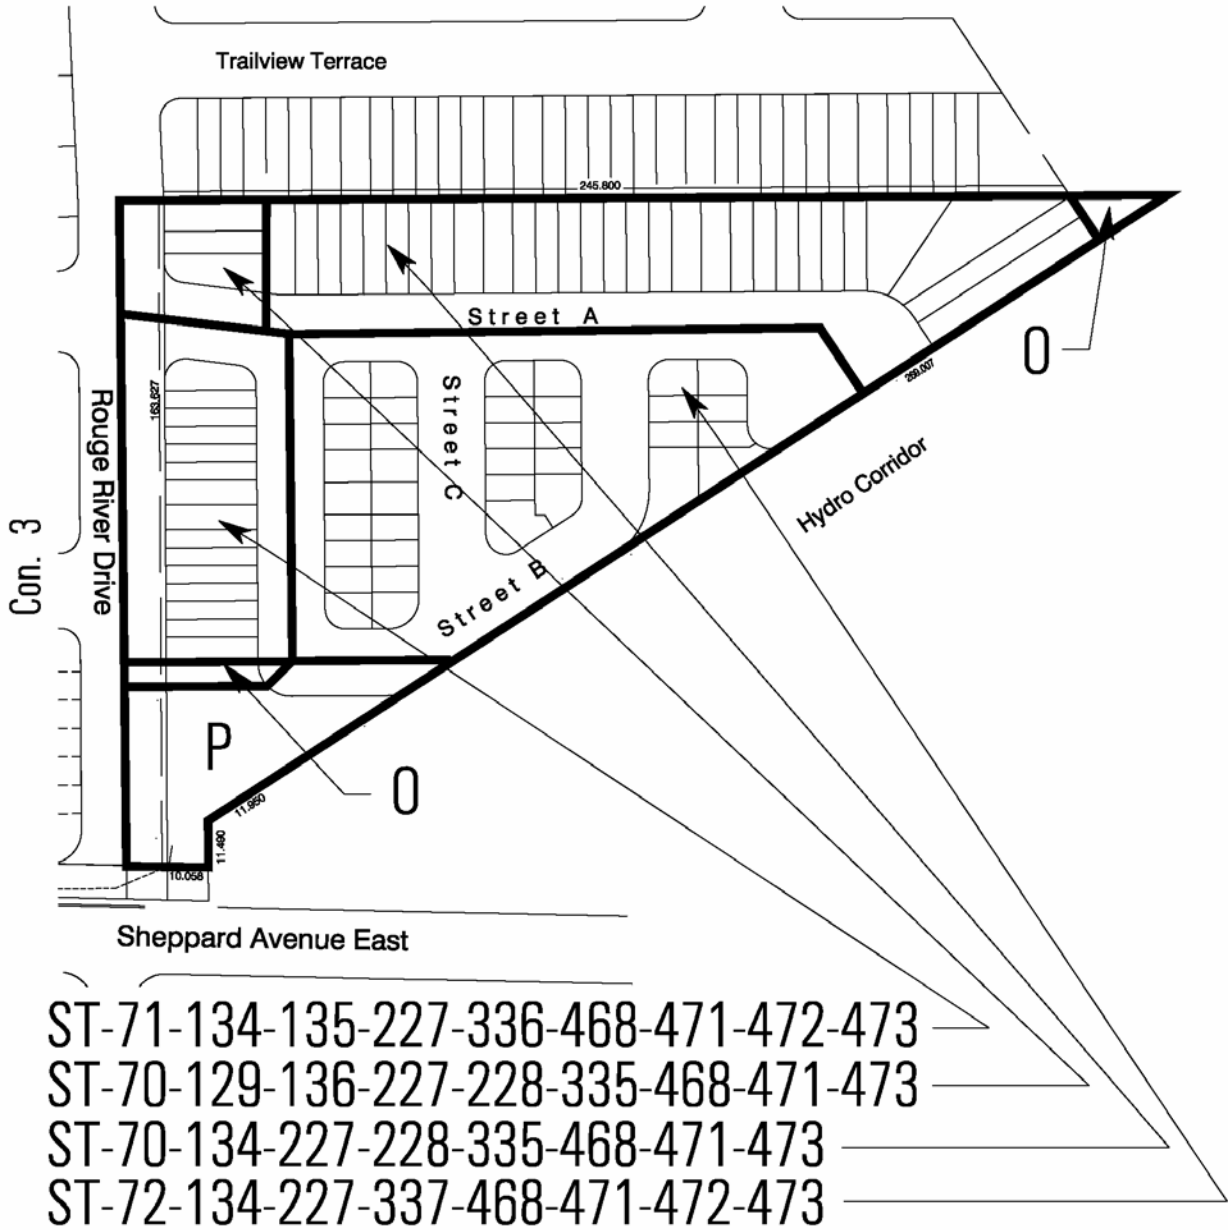 Trailview Terrace
245.800
Street A
O
269.007
163.627
Street C
Rouge River Drive
Hydro Corridor
Con. 3
Street B
P
O
11.950
11.490
10.058
Sheppard Avenue East
ST-71-134-135-227-336-468-471-472-473
ST-70-129-136-227-228-335-468-471-473
ST-70-134-227-228-335-468-471-473
ST-72-134-227-337-468-471-472-473